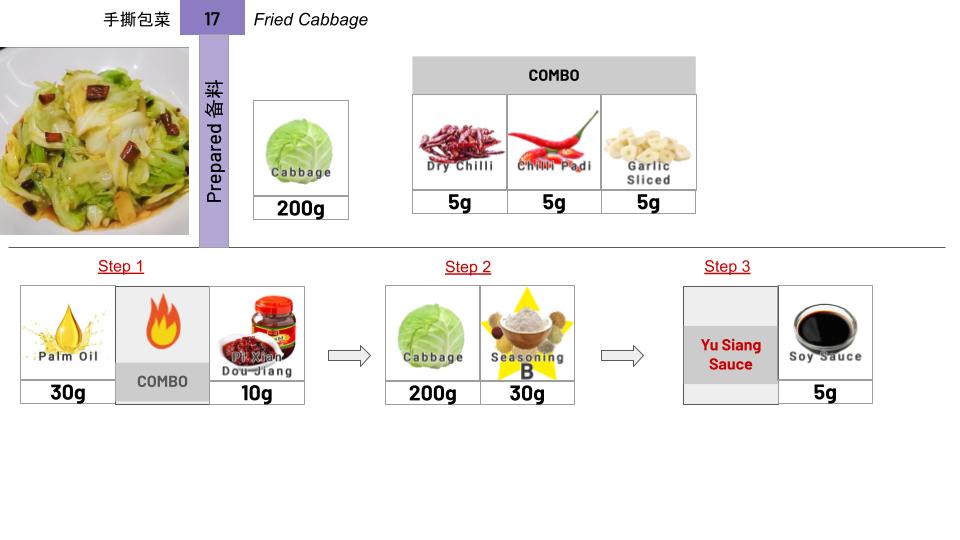 手撕包菜
17
Fried Cabbage
Prepared 备料
Cabbage
200g
COMBO
Dry Chilli
Chilli Padi
Garlic
Sliced
5g
5g
5g
Step 1
Step 2
Step 3
Palm Oil
30g
COMBO
Pi Xian
Dou Jiang
10g
Cabbage
200g
Seasoning
B
30g
Yu Siang
Sauce
Soy Sauce
5g